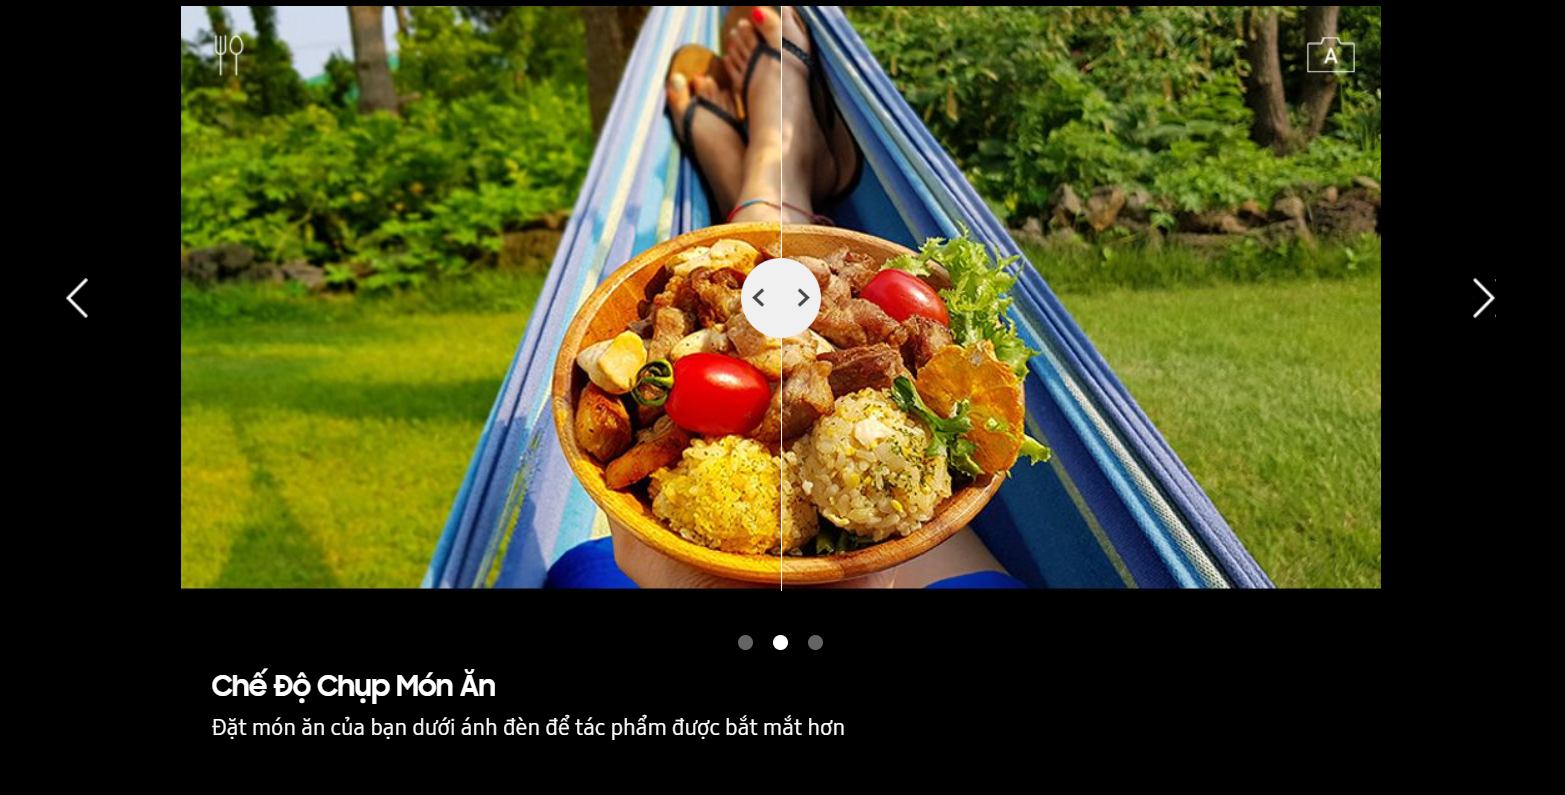 A
Chế Độ Chụp Món Ăn
Đặt món ăn của bạn dưới ánh đèn để tác phẩm được bắt mắt hơn